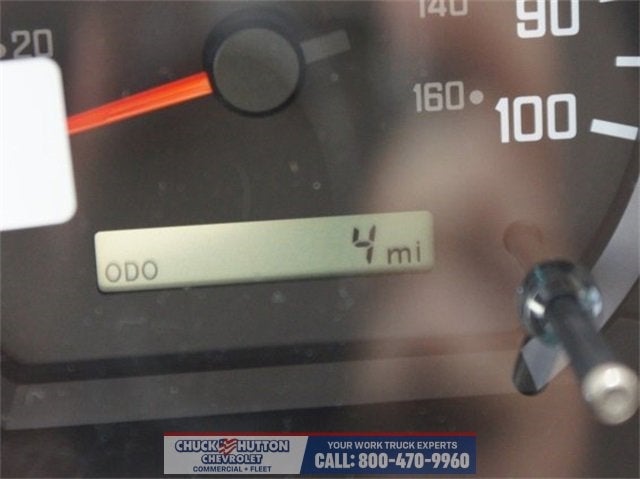 20
140
90
160
100
ODO 4 mi
CHUCK HUTTON
CHEVROLET
COMMERCIAL • FLEET
YOUR WORK TRUCK EXPERTS
CALL: 800-470-9960